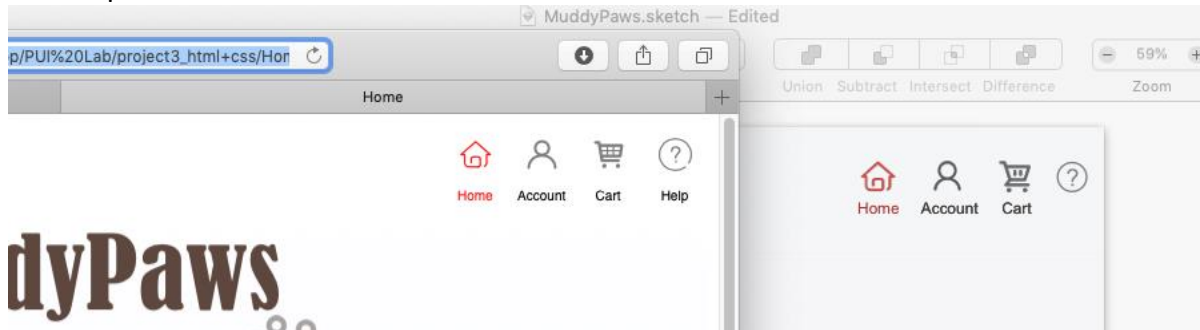 MuddyPaws.sketch — Edited
p/PUI%20Lab/project3_html+css/Hor
59%
Union Subtract Intersect Difference Zoom
Home
Home Account Cart Help
Home Account Cart
dyPaws